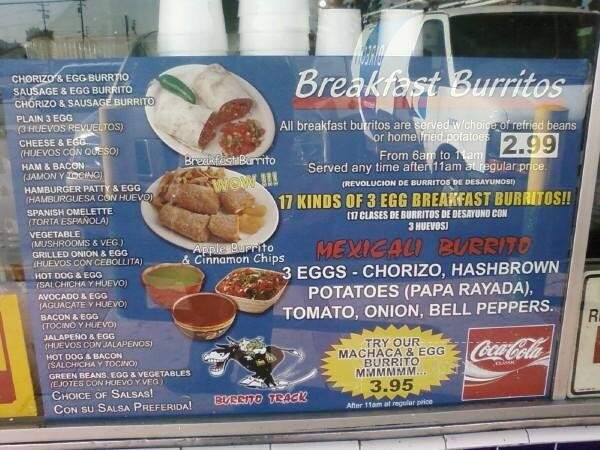 CHORIZO & EGG BURRTIO
SAUSAGE & EGG BURRITO
CHORIZO & SAUSAGE BURRITO
PLAIN 3 EGG
(3 HUEVOS REVUELTOS)
CHEESE & EGG
(HUEVOS CON QUESO)
HAM & BACON
(JAMON Y TOCINO)
HAMBURGER PATTY & EGG
(HAMBURGUESA CON HUEVO)
SPANISH OMELETTE
(TORTA ESPAÑOLA)
VEGETABLE
(MUSHROOMS & VEG.)
GRILLED ONION & EGG
(HUEVOS CON CEBOLLITA)
HOT DOG & EGG
(SALCHICHA Y HUEVO)
AVOCADO & EGG
(AGUACATE Y HUEVO)
BACON & EGG
(TOCINO Y HUEVO)
JALAPEÑO & EGG
(HUEVOS CON JALAPENOS)
HOT DOG & BACON
(SALCHICHA Y TOCINO)
GREEN BEANS, EGG & VEGETABLES
(EJOTES CON HUEVO Y VEG.)
CHOICE OF SALSAS!
CON SU SALSA PREFERIDA!
Breakfast Burrito
WOW !!!
Apple Burrito
& Cinnamon Chips
BURRITO TRACK
Breakfast Burritos
All breakfast burritos are served w/choice of refried beans
or home fried potatoes
2.99
From 6am to 11am
Served any time after 11am at regular price
(REVOLUCION DE BURRITOS DE DESAYUNOS!)
17 KINDS OF 3 EGG BREAKFAST BURRITOS!!
(17 CLASES DE BURRITOS DE DESAYUNO CON
3 HUEVOS)
MEXICALI BURRITO
3 EGGS - CHORIZO, HASHBROWN
POTATOES (PAPA RAYADA),
TOMATO, ONION, BELL PEPPERS.
TRY OUR
MACHACA & EGG
BURRITO
MMMMMM...
3.95
After 11am at regular price
Coca-Cola
CLASSIC